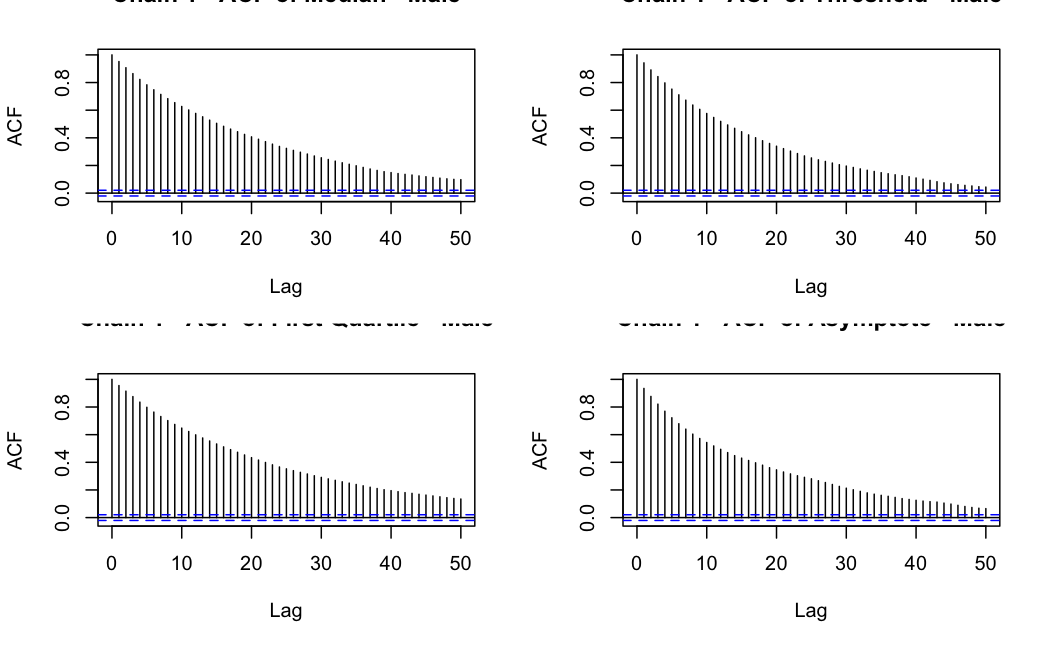 Chain 1 - ACF of Median - Male
ACF
0.0 0.4 0.8
0 10 20 30 40 50
Lag
Chain 1 - ACF of Threshold - Male
ACF
0.0 0.4 0.8
0 10 20 30 40 50
Lag
Chain 1 - ACF of First Quartile - Male
ACF
0.0 0.4 0.8
0 10 20 30 40 50
Lag
Chain 1 - ACF of Asymptote - Male
ACF
0.0 0.4 0.8
0 10 20 30 40 50
Lag